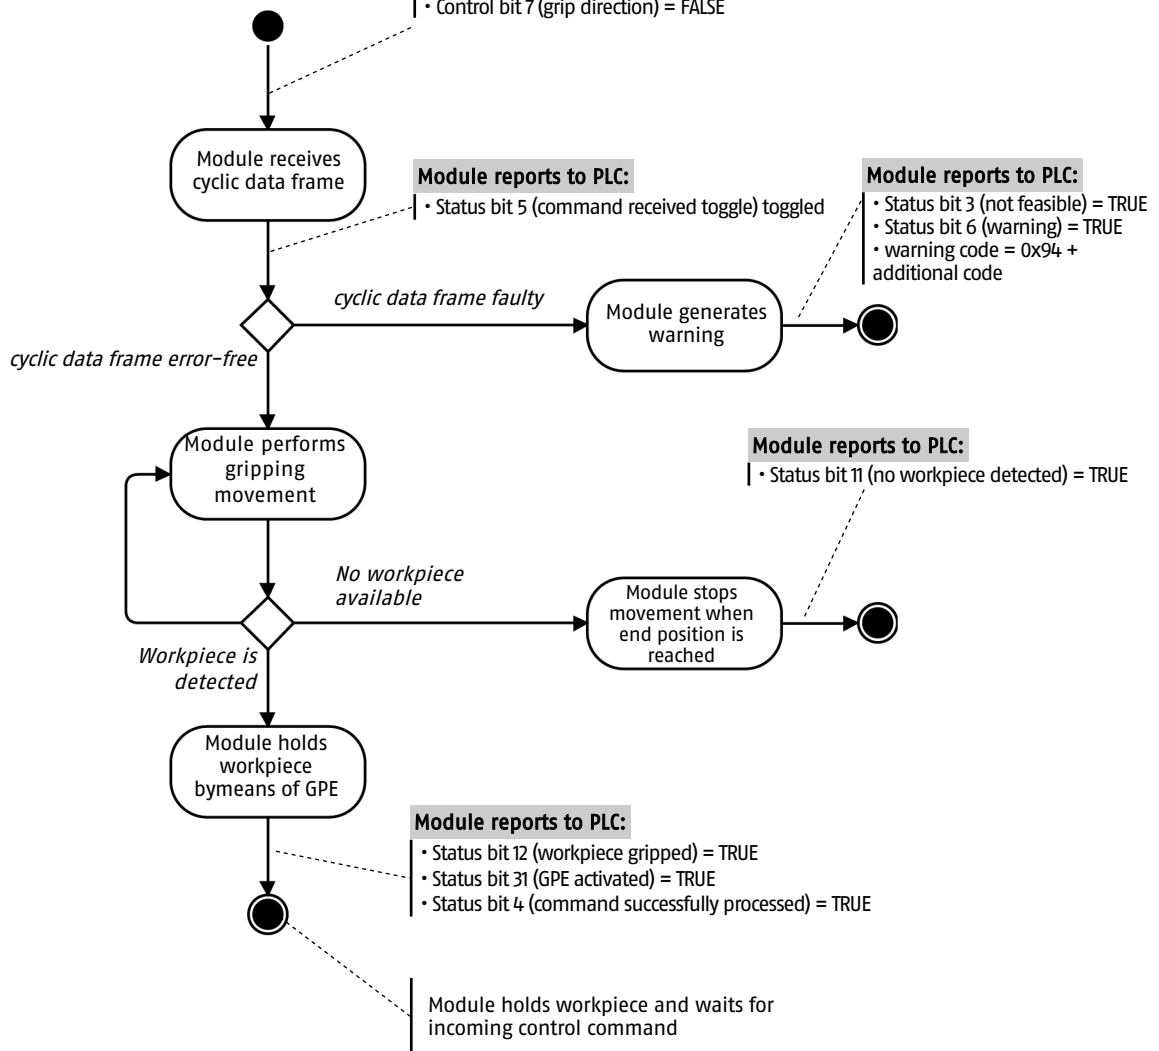 • Control bit 7 (grip direction) = FALSE
Module receives
cyclic data frame
Module reports to PLC:
• Status bit 5 (command received toggle) toggled
Module reports to PLC:
• Status bit 3 (not feasible) = TRUE
• Status bit 6 (warning) = TRUE
• warning code = 0x94 +
additional code
cyclic data frame faulty
Module generates
warning
cyclic data frame error-free
Module performs
gripping
movement
Module reports to PLC:
• Status bit 11 (no workpiece detected) = TRUE
No workpiece
available
Module stops
movement when
end position is
reached
Workpiece is
detected
Module holds
workpiece
bymeans of GPE
Module reports to PLC:
• Status bit 12 (workpiece gripped) = TRUE
• Status bit 31 (GPE activated) = TRUE
• Status bit 4 (command successfully processed) = TRUE
Module holds workpiece and waits for
incoming control command